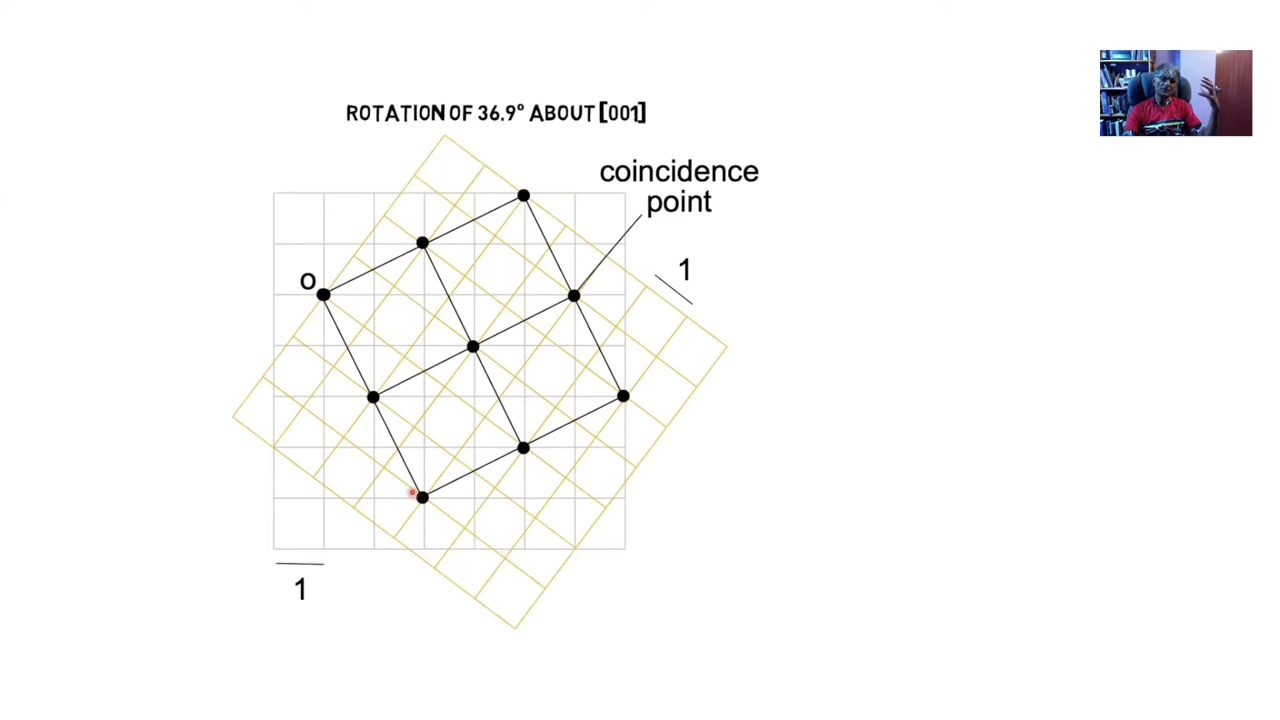 ROTATION OF 36.9° ABOUT [001]
coincidence
point
O
1
1